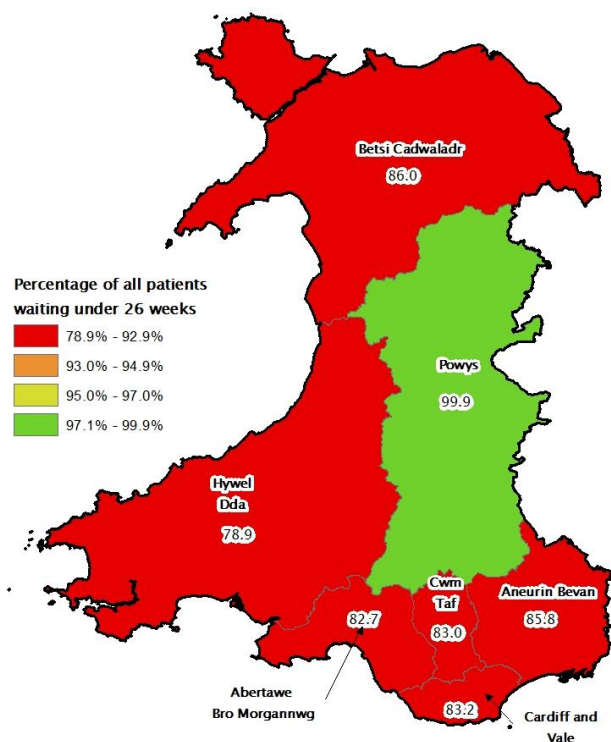 Betsi Cadwaladr
86.0
Percentage of all patients
waiting under 26 weeks
78.9% - 92.9%
93.0% - 94.9%
95.0% - 97.0%
97.1% - 99.9%
Powys
99.9
Hywel
Dda
78.9
Cwm
Taf
83.0
Aneurin Bevan
85.8
82.7
Abertawe
Bro Morgannwg
83.2
Cardiff and
Vale